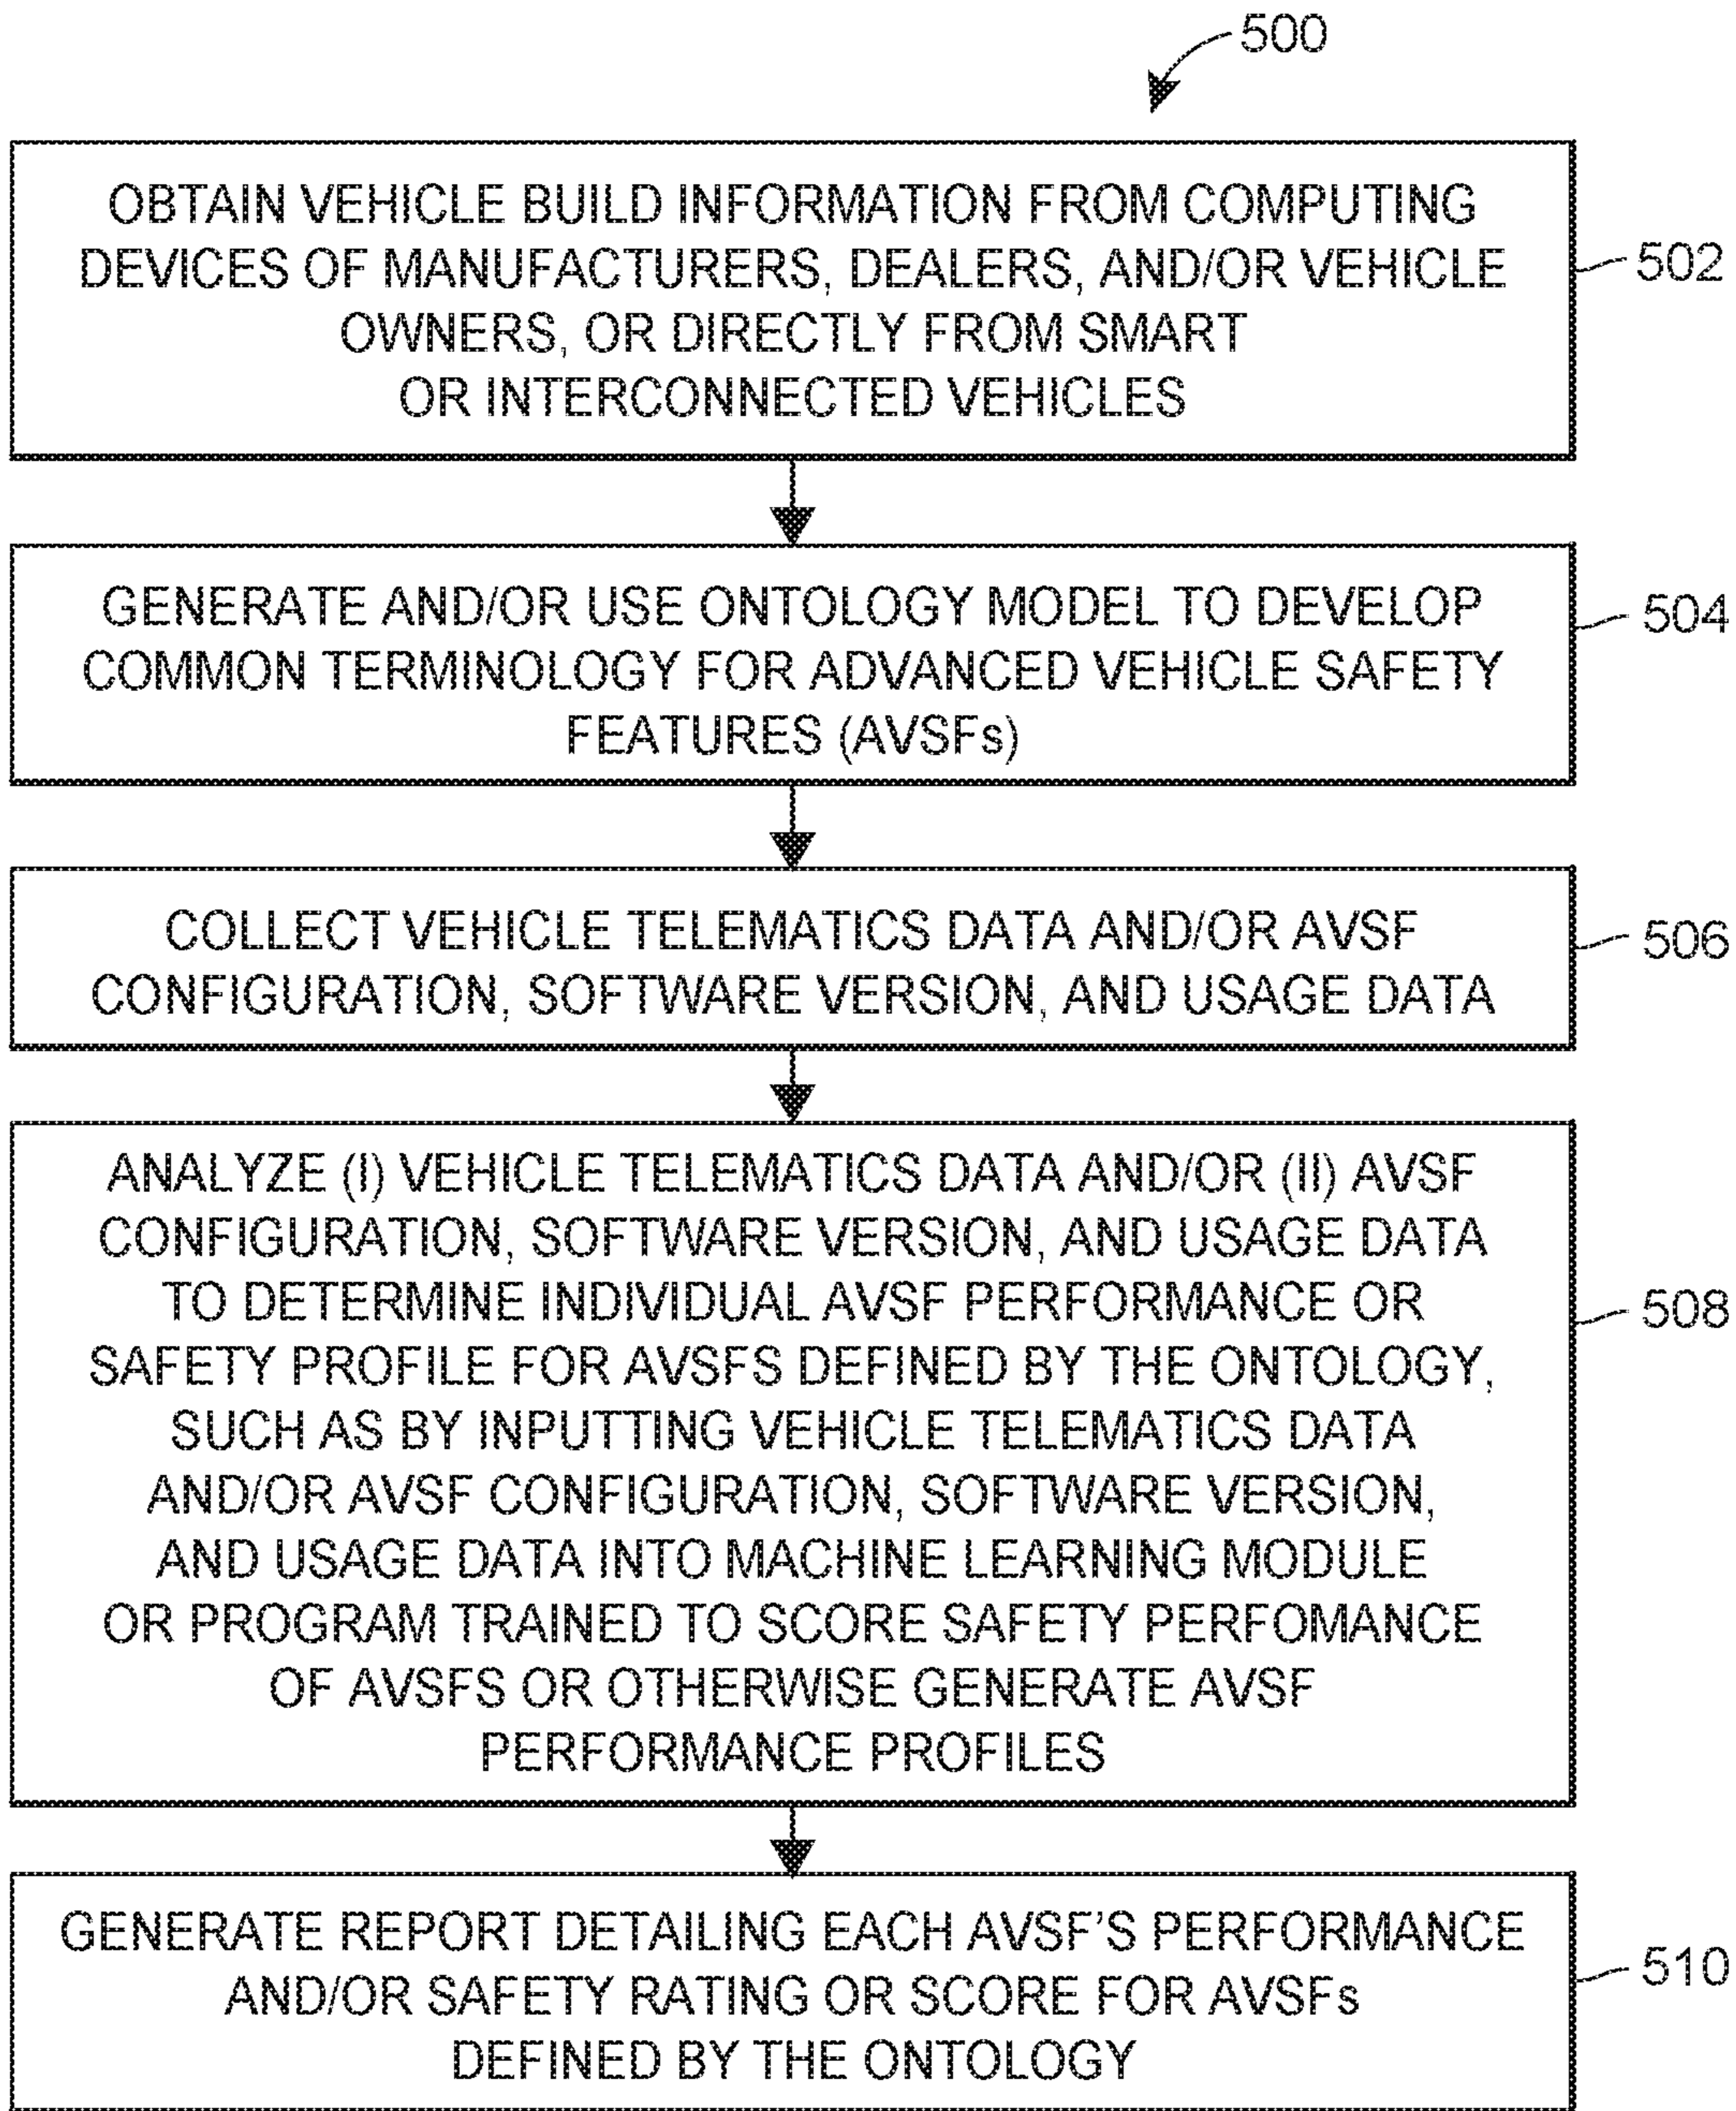 500
OBTAIN VEHICLE BUILD INFORMATION FROM COMPUTING
DEVICES OF MANUFACTURERS, DEALERS, AND/OR VEHICLE
OWNERS, OR DIRECTLY FROM SMART
OR INTERCONNECTED VEHICLES
502
GENERATE AND/OR USE ONTOLOGY MODEL TO DEVELOP
COMMON TERMINOLOGY FOR ADVANCED VEHICLE SAFETY
FEATURES (AVSFs)
504
COLLECT VEHICLE TELEMATICS DATA AND/OR AVSF
CONFIGURATION, SOFTWARE VERSION, AND USAGE DATA
506
ANALYZE (I) VEHICLE TELEMATICS DATA AND/OR (II) AVSF
CONFIGURATION, SOFTWARE VERSION, AND USAGE DATA
TO DETERMINE INDIVIDUAL AVSF PERFORMANCE OR
SAFETY PROFILE FOR AVSFS DEFINED BY THE ONTOLOGY,
SUCH AS BY INPUTTING VEHICLE TELEMATICS DATA
AND/OR AVSF CONFIGURATION, SOFTWARE VERSION,
AND USAGE DATA INTO MACHINE LEARNING MODULE
OR PROGRAM TRAINED TO SCORE SAFETY PERFOMANCE
OF AVSFS OR OTHERWISE GENERATE AVSF
PERFORMANCE PROFILES
508
GENERATE REPORT DETAILING EACH AVSF'S PERFORMANCE
AND/OR SAFETY RATING OR SCORE FOR AVSFs
DEFINED BY THE ONTOLOGY
510